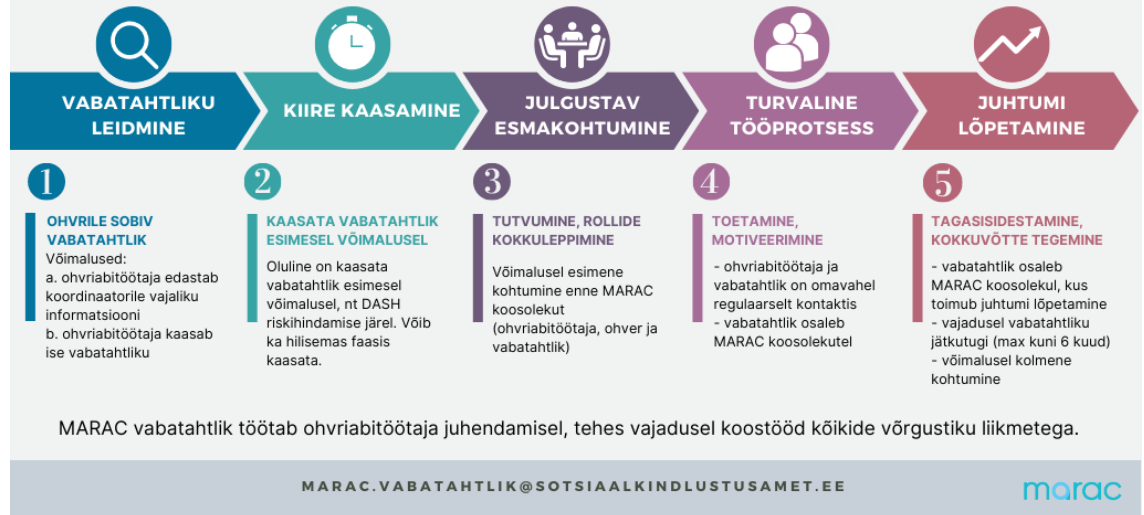 VABATAHTLIKU
LEIDMINE
KIIRE KAASAMINE
JULGUSTAV
ESMAKOHTUMINE
TURVALINE
TÖÖPROTSESS
JUHTUMI
LÕPETAMINE
1
OHVRILE SOBIV
VABATAHTLIK
Võimalused:
a. ohvriabitöötaja edastab
koordinaatorile vajaliku
informatsiooni
b. ohvriabitöötaja kaasab
ise vabatahtliku
2
KAASATA VABATAHTLIK
ESIMESEL VÕIMALUSEL
Oluline on kaasata
vabatahtlik esimesel
võimalusel, nt DASH
riskihindamise järel. Võib
ka hilisemas faasis
kaasata.
3
TUTVUMINE, ROLLIDE
KOKKULEPPIMINE
Võimalusel esimene
kohtumine enne MARAC
koosolekut
(ohvriabitöötaja, ohver ja
vabatahtlik)
4
TOETAMINE,
MOTIVEERIMINE
- ohvriabitöötaja ja
vabatahtlik on omavahel
regulaarselt kontaktis
- vabatahtlik osaleb
MARAC koosolekutel
5
TAGASISIDESTAMINE,
KOKKUVÕTTE TEGEMINE
- vabatahtlik osaleb
MARAC koosolekul, kus
toimub juhtumi lõpetamine
- vajadusel vabatahtliku
jätkutugi (max kuni 6 kuud)
- võimalusel kolmene
kohtumine
MARAC vabatahtlik töötab ohvriabitöötaja juhendamisel, tehes vajadusel koostööd kõikide võrgustiku liikmetega.
MARAC.VABATAHTLIK@SOTSIAALKINDLUSTUSAMET.EE
marac